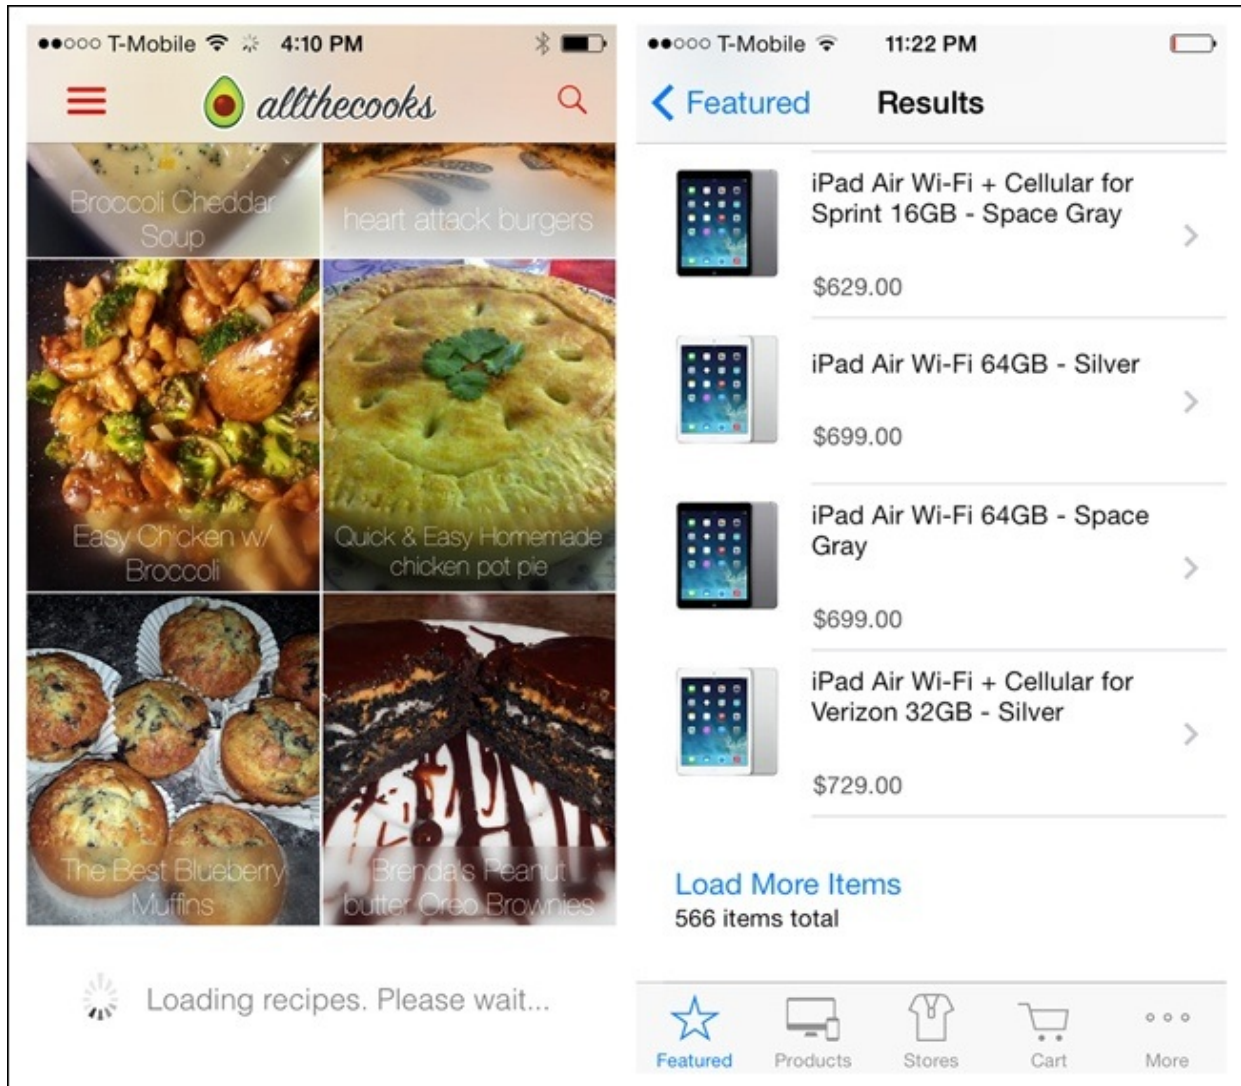 T-Mobile 4:10 PM
allthecooks
Broccoli Cheddar
Soup
heart attack burgers
Easy Chicken w/
Broccoli
Quick & Easy Homemade
chicken pot pie
The Best Blueberry
Muffins
Brenda's Peanut
butter Oreo Brownies
Loading recipes. Please wait...
T-Mobile 11:22 PM
Featured Results
iPad Air Wi-Fi + Cellular for
Sprint 16GB - Space Gray
$629.00
iPad Air Wi-Fi 64GB - Silver
$699.00
iPad Air Wi-Fi 64GB - Space
Gray
$699.00
iPad Air Wi-Fi + Cellular for
Verizon 32GB - Silver
$729.00
Load More Items
566 items total
Featured Products Stores Cart More